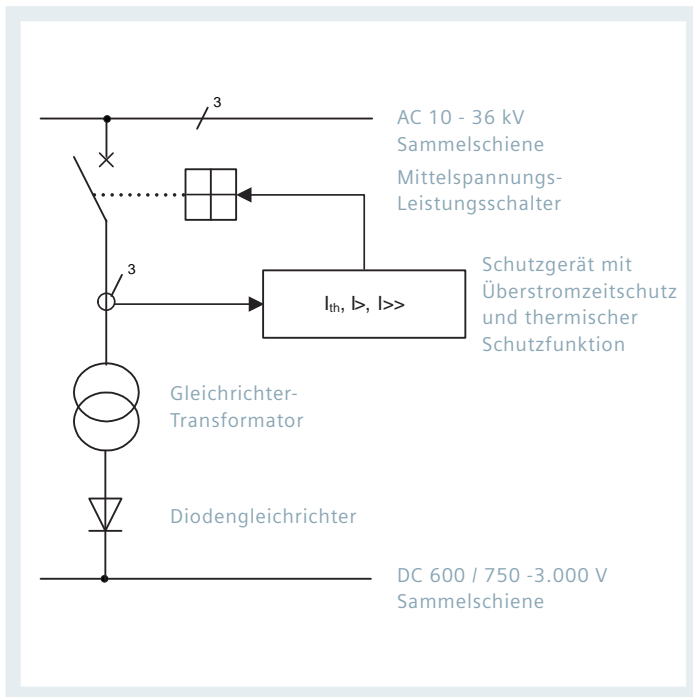 3
AC 10 - 36 kV
Sammelschiene
Mittelspannungs-
Leistungsschalter
3
Schutzgerät mit
Überstromzeitschutz
und thermischer
Schutzfunktion
Ith, I>, I>>
Gleichrichter-
Transformator
Diodengleichrichter
DC 600 / 750 -3.000 V
Sammelschiene